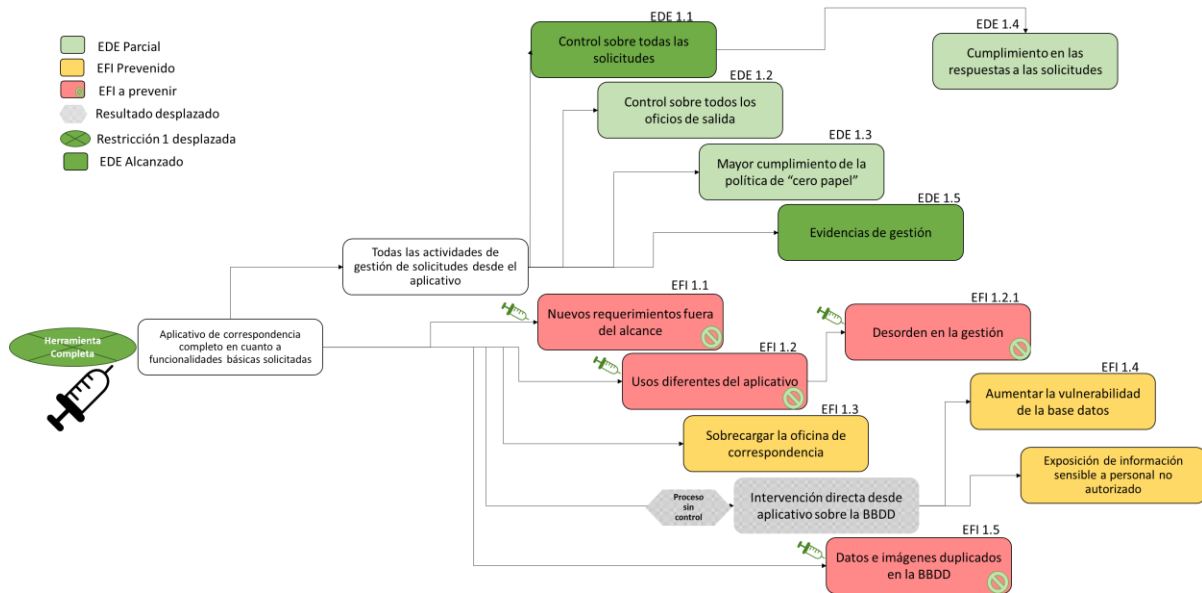 EDE Parcial
EFI Prevenido
EFI a prevenir
Resultado desplazado
Restricción 1 desplazada
EDE Alcanzado
EDE 1.1
Control sobre todas las
solicitudes
EDE 1.4
Cumplimiento en las
respuestas a las solicitudes
EDE 1.2
Control sobre todos los
oficios de salida
EDE 1.3
Mayor cumplimiento de la
política de “cero papel”
EDE 1.5
Evidencias de gestión
Todas las actividades de
gestión de solicitudes desde el
aplicativo
Herramienta
Completa
Aplicativo de correspondencia
completo en cuanto a
funcionalidades básicas solicitadas
EFI 1.1
Nuevos requerimientos fuera
del alcance
EFI 1.2
Usos diferentes del aplicativo
EFI 1.2.1
Desorden en la gestión
EFI 1.3
Sobrecargar la oficina de
correspondencia
EFI 1.4
Aumentar la vulnerabilidad
de la base datos
Exposición de información
sensible a personal no
autorizado
Proceso
sin
control
Intervención directa desde
aplicativo sobre la BBDD
EFI 1.5
Datos e imágenes duplicados
en la BBDD